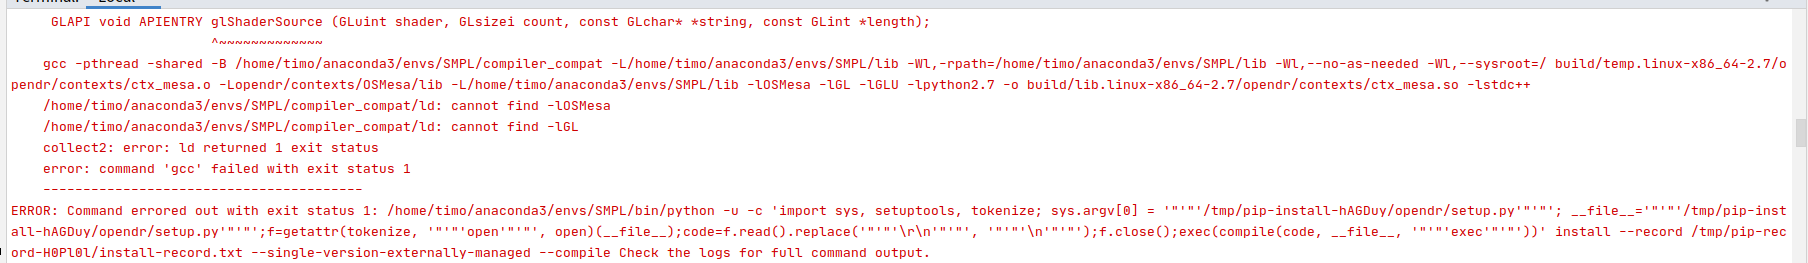 GLAPI void APIENTRY glShaderSource (GLuint shader, GLsizei count, const GLchar* *string, const GLint *length);
^~~~~~~~~~~~~~
gcc -pthread -shared -B /home/timo/anaconda3/envs/SMPL/compiler_compat -L/home/timo/anaconda3/envs/SMPL/lib -Wl,-rpath=/home/timo/anaconda3/envs/SMPL/lib -Wl,--no-as-needed -Wl,--sysroot=/ build/temp.linux-x86_64-2.7/o
pendr/contexts/ctx_mesa.o -Lopendr/contexts/OSMesa/lib -L/home/timo/anaconda3/envs/SMPL/lib -lOSMesa -lGL -lGLU -lpython2.7 -o build/lib.linux-x86_64-2.7/opendr/contexts/ctx_mesa.so -lstdc++
/home/timo/anaconda3/envs/SMPL/compiler_compat/ld: cannot find -lOSMesa
/home/timo/anaconda3/envs/SMPL/compiler_compat/ld: cannot find -lGL
collect2: error: ld returned 1 exit status
error: command 'gcc' failed with exit status 1
----------------------------------------
ERROR: Command errored out with exit status 1: /home/timo/anaconda3/envs/SMPL/bin/python -u -c 'import sys, setuptools, tokenize; sys.argv[0] = '"'"'/tmp/pip-install-hAGDuy/opendr/setup.py'"'"'; __file__='"'"'/tmp/pip-inst
all-hAGDuy/opendr/setup.py'"'"';f=getattr(tokenize, '"'"'open'"'"', open)(__file__);code=f.read().replace('"'"'\r\n'"'"', '"'"'\n'"'"');f.close();exec(compile(code, __file__, '"'"'exec'"'"'))' install --record /tmp/pip-rec
ord-H0Pl0l/install-record.txt --single-version-externally-managed --compile Check the logs for full command output.